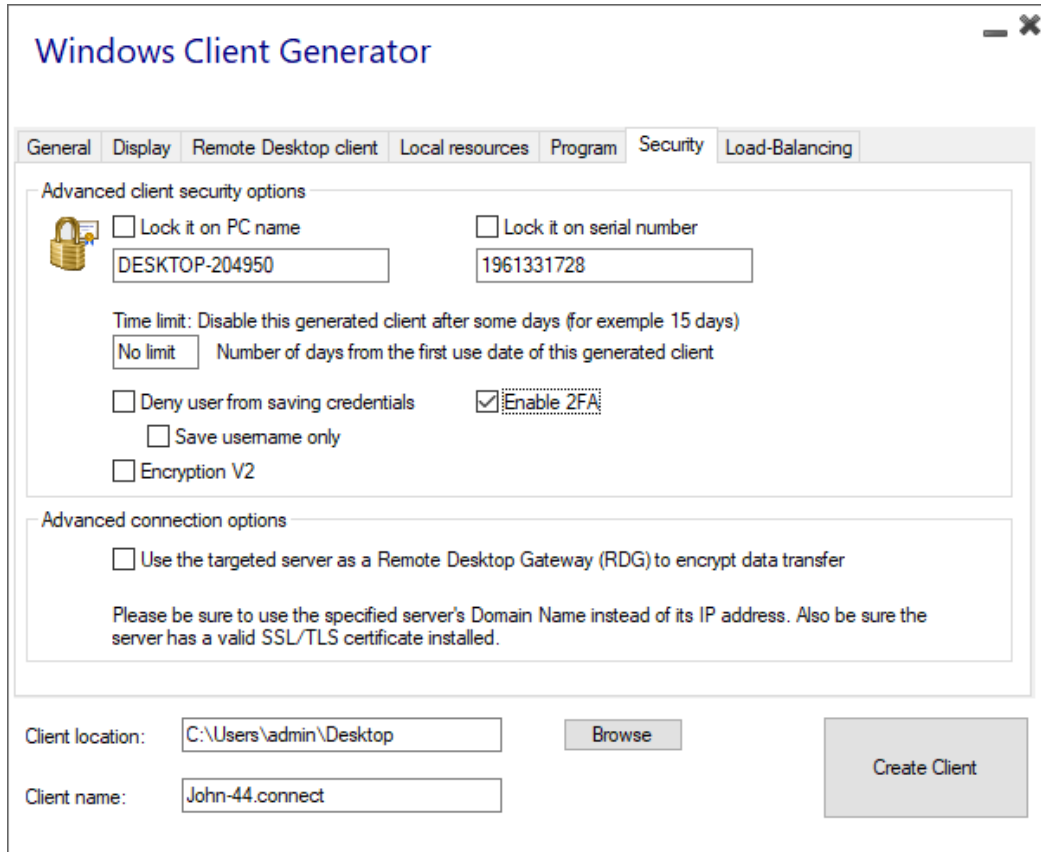 Windows Client Generator
General Display Remote Desktop client Local resources Program Security Load-Balancing
Advanced client security options
Lock it on PC name Lock it on serial number
DESKTOP-204950 1961331728
Time limit: Disable this generated client after some days (for exemple 15 days)
No limit Number of days from the first use date of this generated client
Deny user from saving credentials Enable 2FA
Save username only
Encryption V2
Advanced connection options
Use the targeted server as a Remote Desktop Gateway (RDG) to encrypt data transfer
Please be sure to use the specified server's Domain Name instead of its IP address. Also be sure the
server has a valid SSL/TLS certificate installed.
Client location: C:\Users\admin\Desktop Browse
Create Client
Client name: John-44.connect